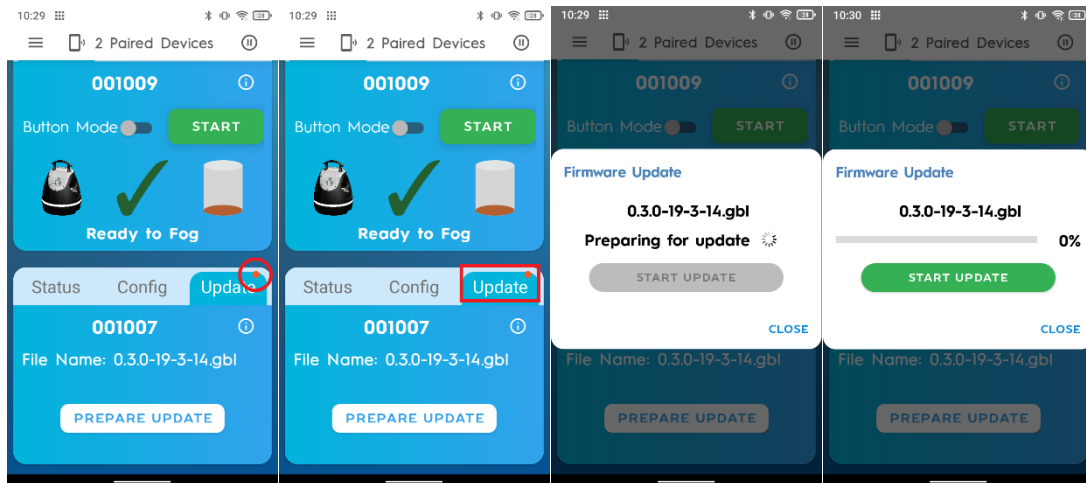 10:29
28
2 Paired Devices
001009
Button Mode
START
Ready to Fog
Status Config Update
001007
File Name: 0.3.0-19-3-14.gbl
PREPARE UPDATE
10:29
28
2 Paired Devices
001009
Button Mode
START
Ready to Fog
Status Config Update
001007
File Name: 0.3.0-19-3-14.gbl
PREPARE UPDATE
10:29
28
2 Paired Devices
001009
Button Mode
START
Firmware Update
0.3.0-19-3-14.gbl
Preparing for update
START UPDATE
CLOSE
File Name: 0.3.0-19-3-14.gbl
PREPARE UPDATE
10:30
28
2 Paired Devices
001009
Button Mode
START
Firmware Update
0.3.0-19-3-14.gbl
0%
START UPDATE
CLOSE
File Name: 0.3.0-19-3-14.gbl
PREPARE UPDATE